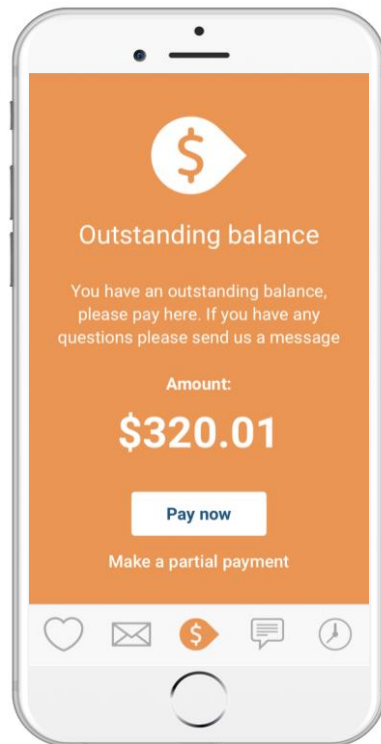 $
Outstanding balance
You have an outstanding balance,
please pay here. If you have any
questions please send us a message
Amount:
$320.01
Pay now
Make a partial payment
$